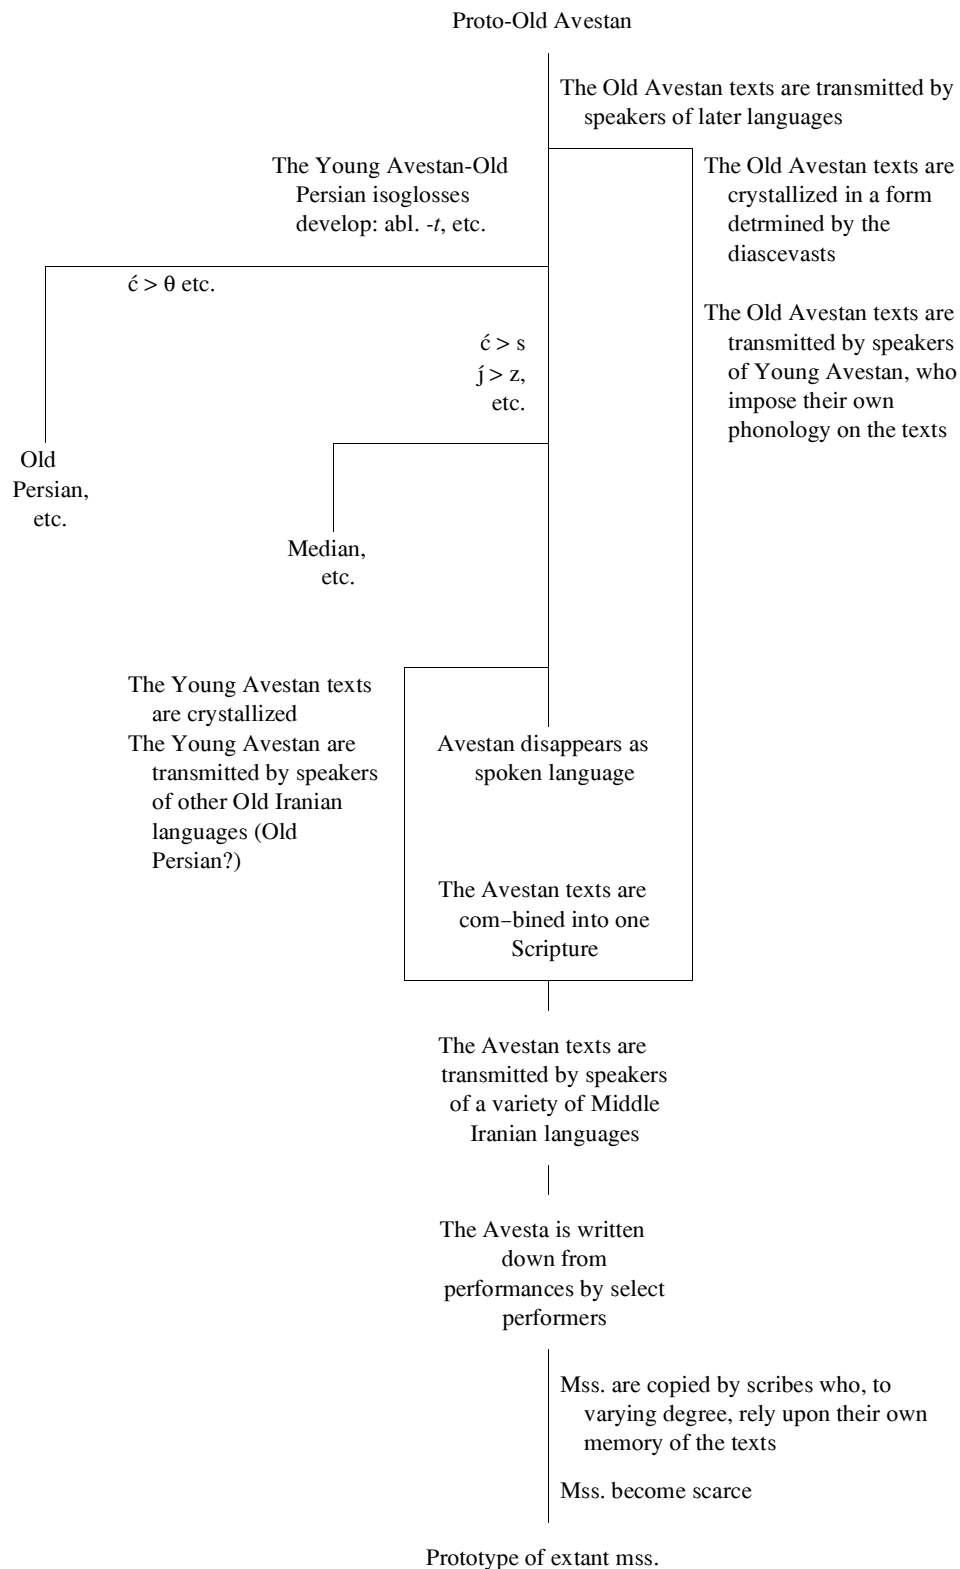 Proto-Old Avestan
The Old Avestan texts are transmitted by
speakers of later languages
The Young Avestan-Old
Persian isoglosses
develop: abl. -t, etc.
The Old Avestan texts are
crystallized in a form
detrmined by the
diascevasts
ć > θ etc.
The Old Avestan texts are
transmitted by speakers
of Young Avestan, who
impose their own
phonology on the texts
ć > s
j́ > z,
etc.
Old
Persian,
etc.
Median,
etc.
The Young Avestan texts
are crystallized
The Young Avestan are
transmitted by speakers
of other Old Iranian
languages (Old
Persian?)
Avestan disappears as
spoken language
The Avestan texts are
com–bined into one
Scripture
The Avestan texts are
transmitted by speakers
of a variety of Middle
Iranian languages
The Avesta is written
down from
performances by select
performers
Mss. are copied by scribes who, to
varying degree, rely upon their own
memory of the texts
Mss. become scarce
Prototype of extant mss.